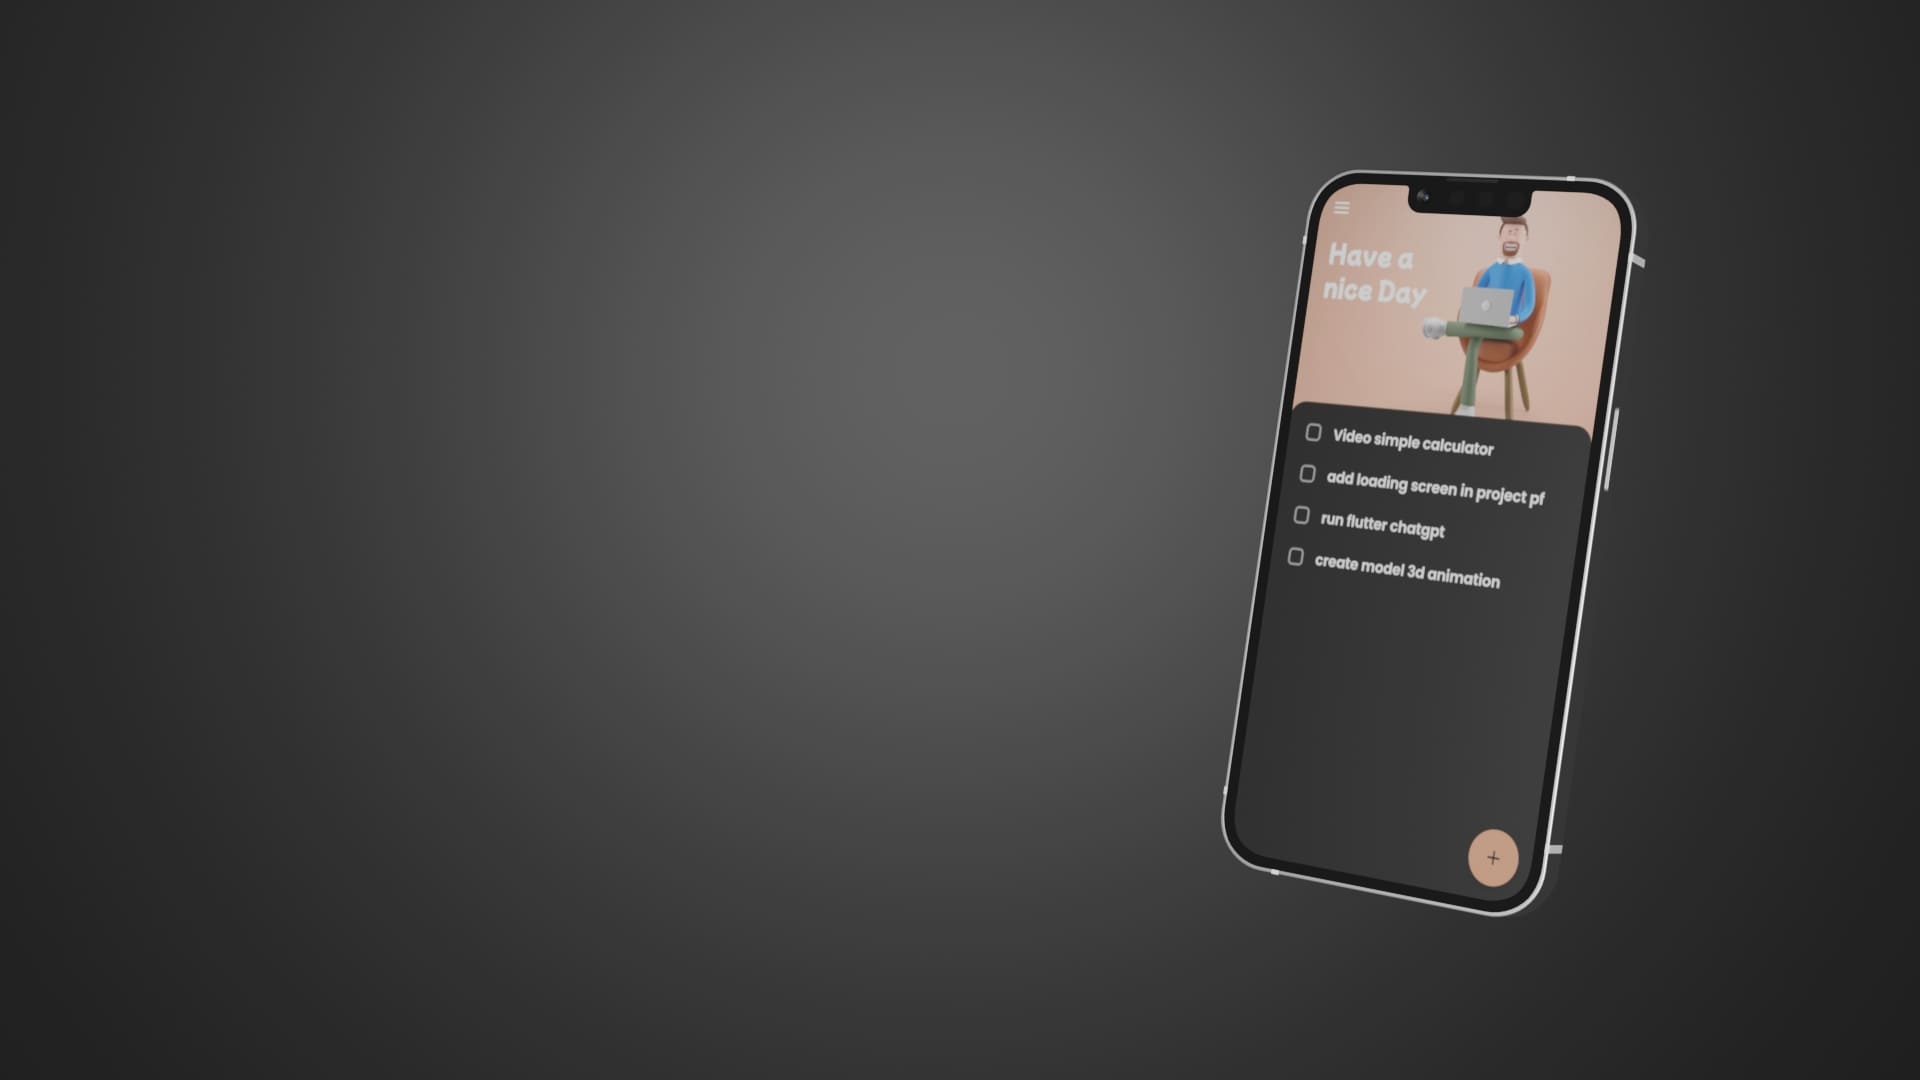 Have a
nice Day
Video simple calculator
add loading screen in project pf
run flutter chatgpt
create model 3d animation